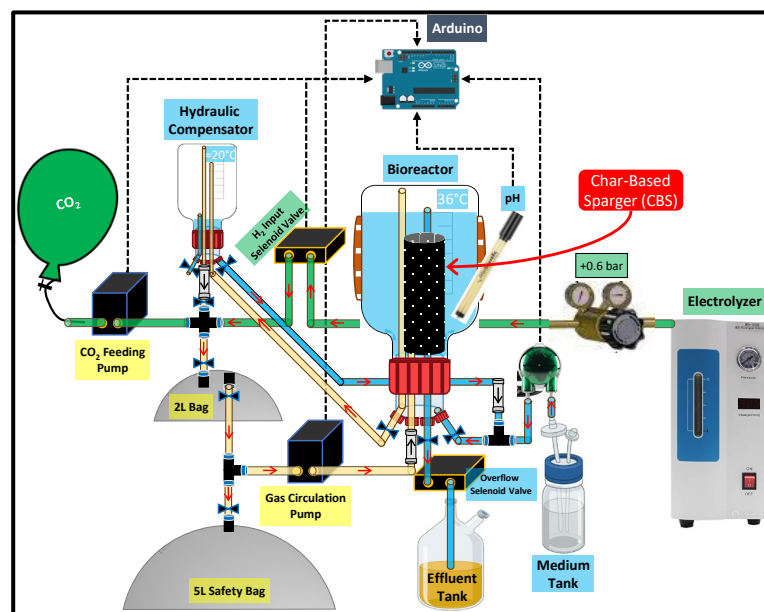 Arduino
Hydraulic
Compensator
≈20°C
Bioreactor
36°C
pH
Char-Based
Sparger (CBS)
CO₂
H₂ Input
Selenoid Valve
+0.6 bar
Electrolyzer
CO₂ Feeding
Pump
2L Bag
Gas Circulation
Pump
Overflow
Selenoid Valve
ON
OFF
5L Safety Bag
Effluent
Tank
Medium
Tank